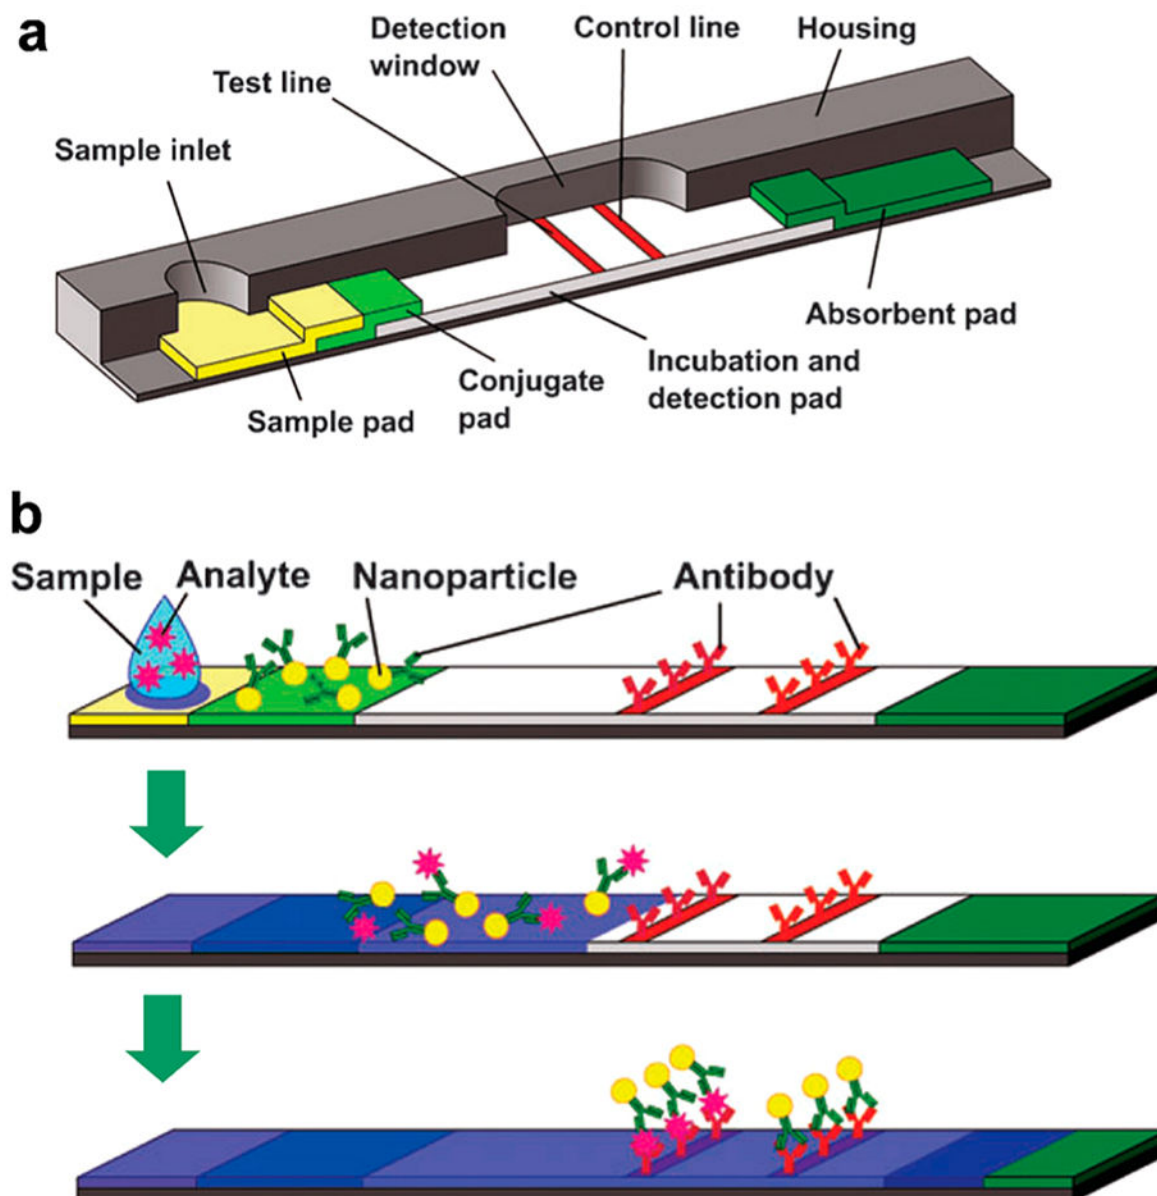 a
Detection
window
Control line
Housing
Test line
Sample inlet
Absorbent pad
Incubation and
detection pad
Conjugate
pad
Sample pad
b
Sample
Analyte
Nanoparticle
Antibody